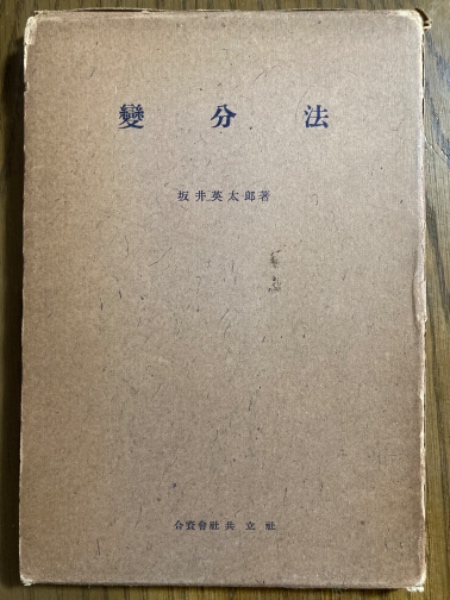 變分法
坂井英太郎著
合資會社共立社